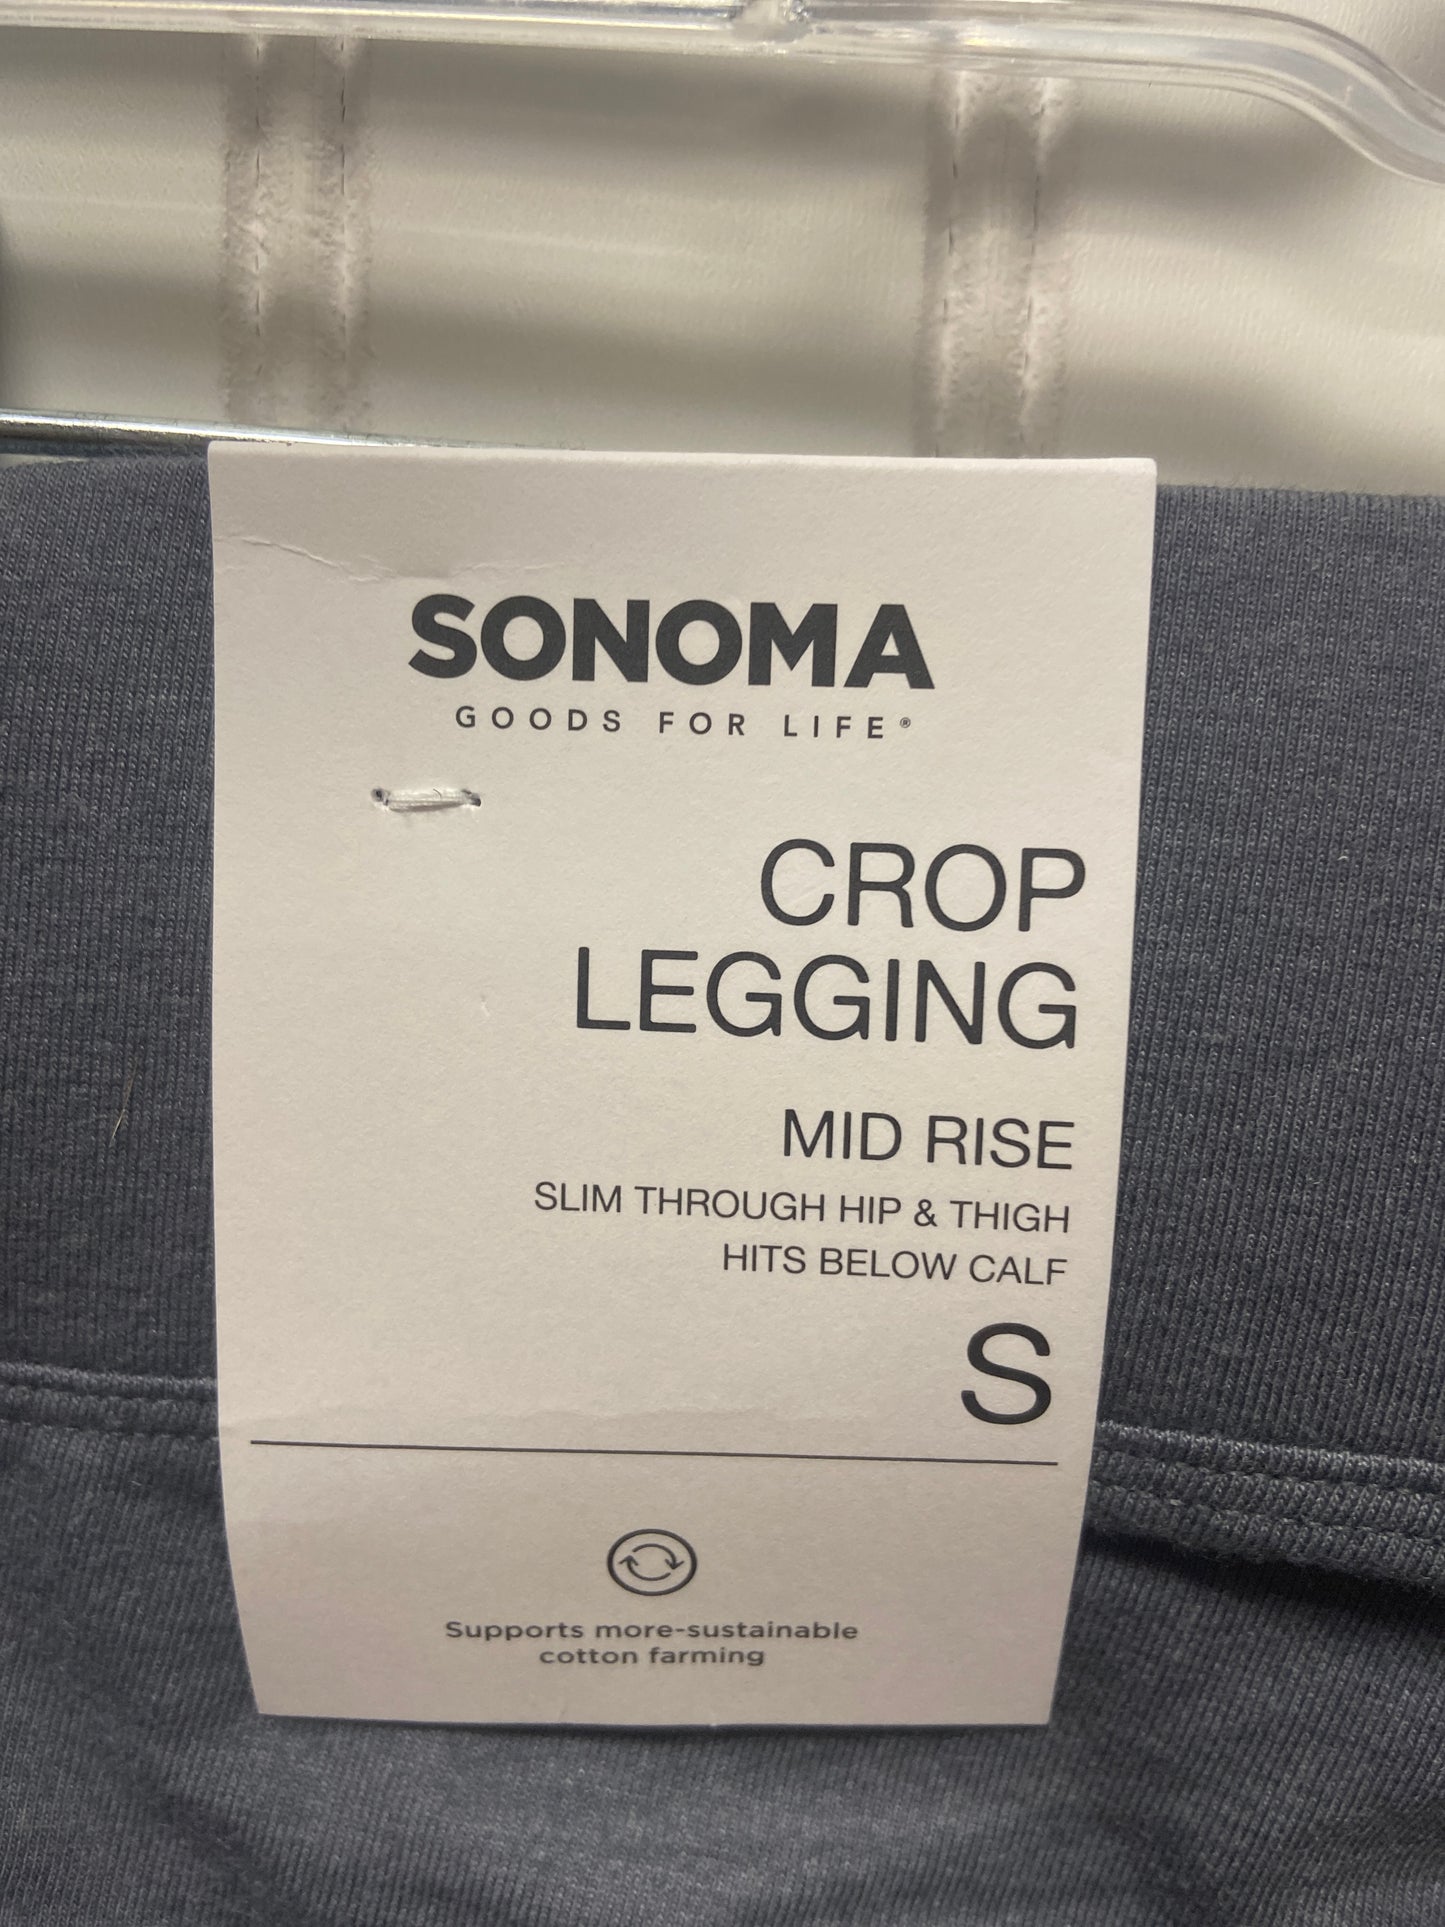 SONOMA
GOODS FOR LIFE®
CROP
LEGGING
MID RISE
SLIM THROUGH HIP & THIGH
HITS BELOW CALF
S
Supports more-sustainable
cotton farming